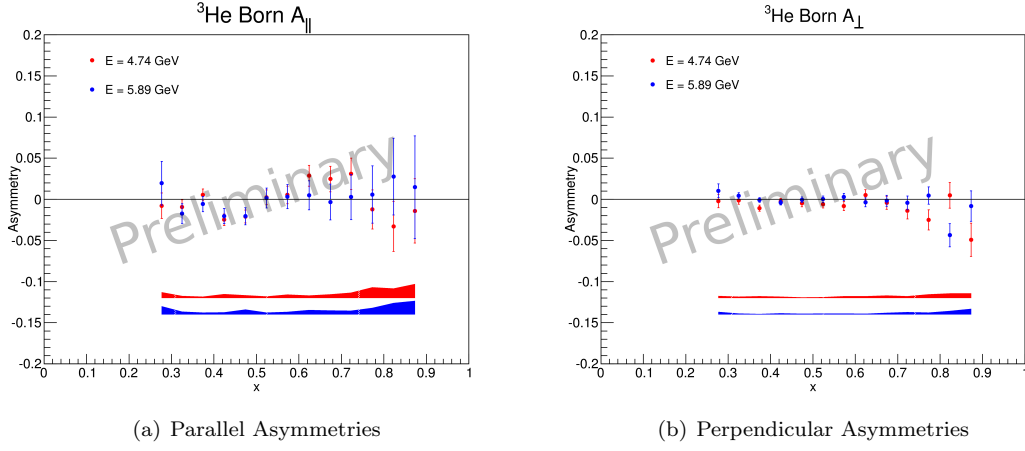 ³He Born A∥
0.2
0.15
0.1
0.05
0
-0.05
-0.1
-0.15
-0.2
Asymmetry
E = 4.74 GeV
E = 5.89 GeV
Preliminary
0 0.1 0.2 0.3 0.4 0.5 0.6 0.7 0.8 0.9 1
x
(a) Parallel Asymmetries
³He Born A⊥
0.2
0.15
0.1
0.05
0
-0.05
-0.1
-0.15
-0.2
Asymmetry
E = 4.74 GeV
E = 5.89 GeV
Preliminary
0 0.1 0.2 0.3 0.4 0.5 0.6 0.7 0.8 0.9 1
x
(b) Perpendicular Asymmetries